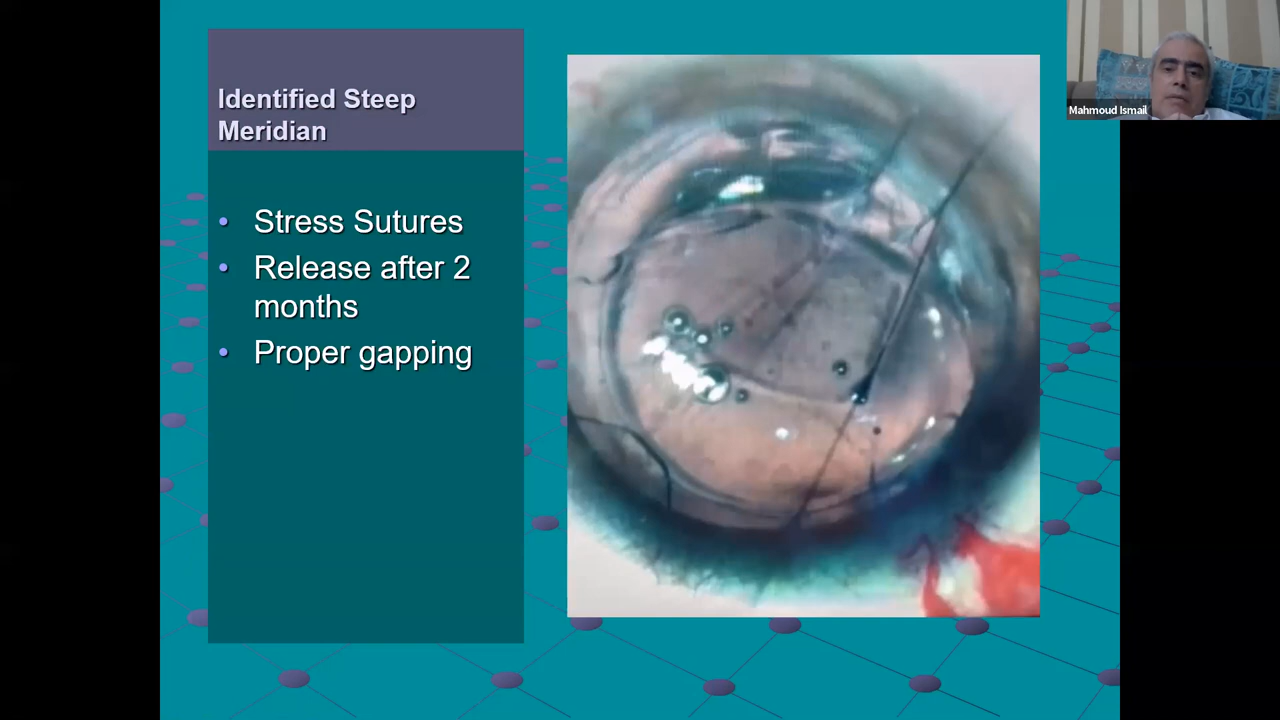 Identified Steep
Meridian
Stress Sutures
Release after 2
months
Proper gapping
Mahmoud Ismail